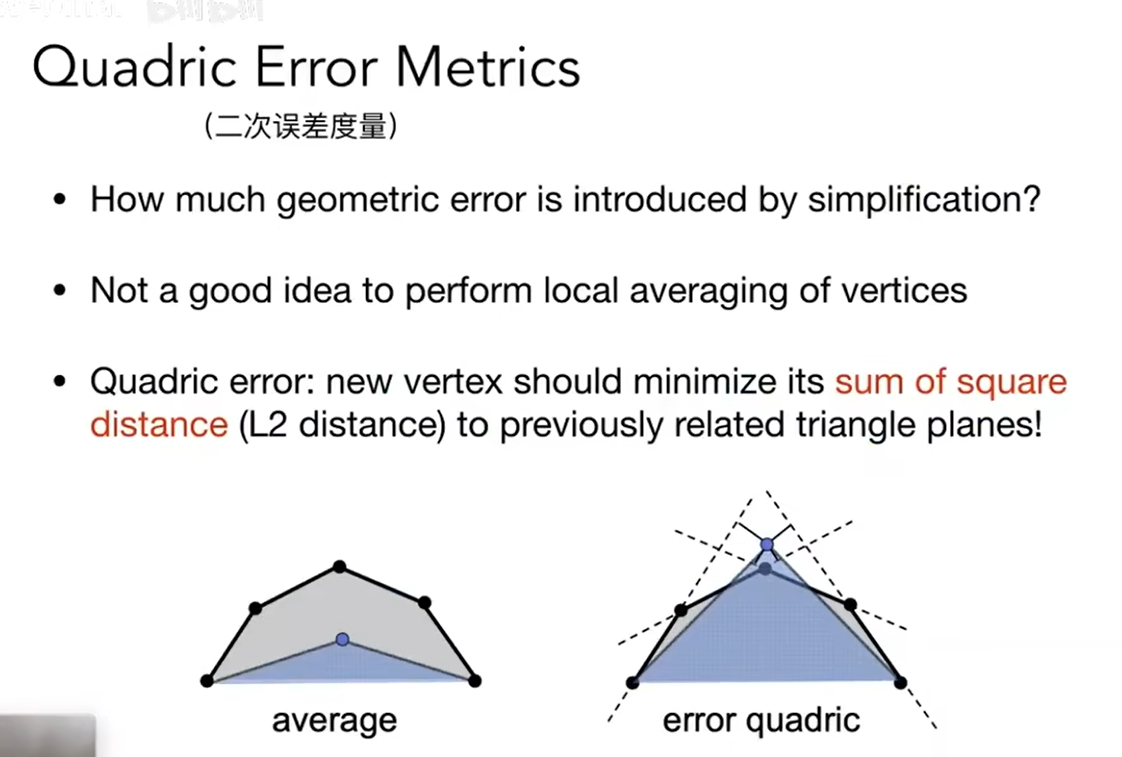 Quadric Error Metrics
(二次误差度量)
• How much geometric error is introduced by simplification?
• Not a good idea to perform local averaging of vertices
• Quadric error: new vertex should minimize its sum of square
distance (L2 distance) to previously related triangle planes!
average
error quadric